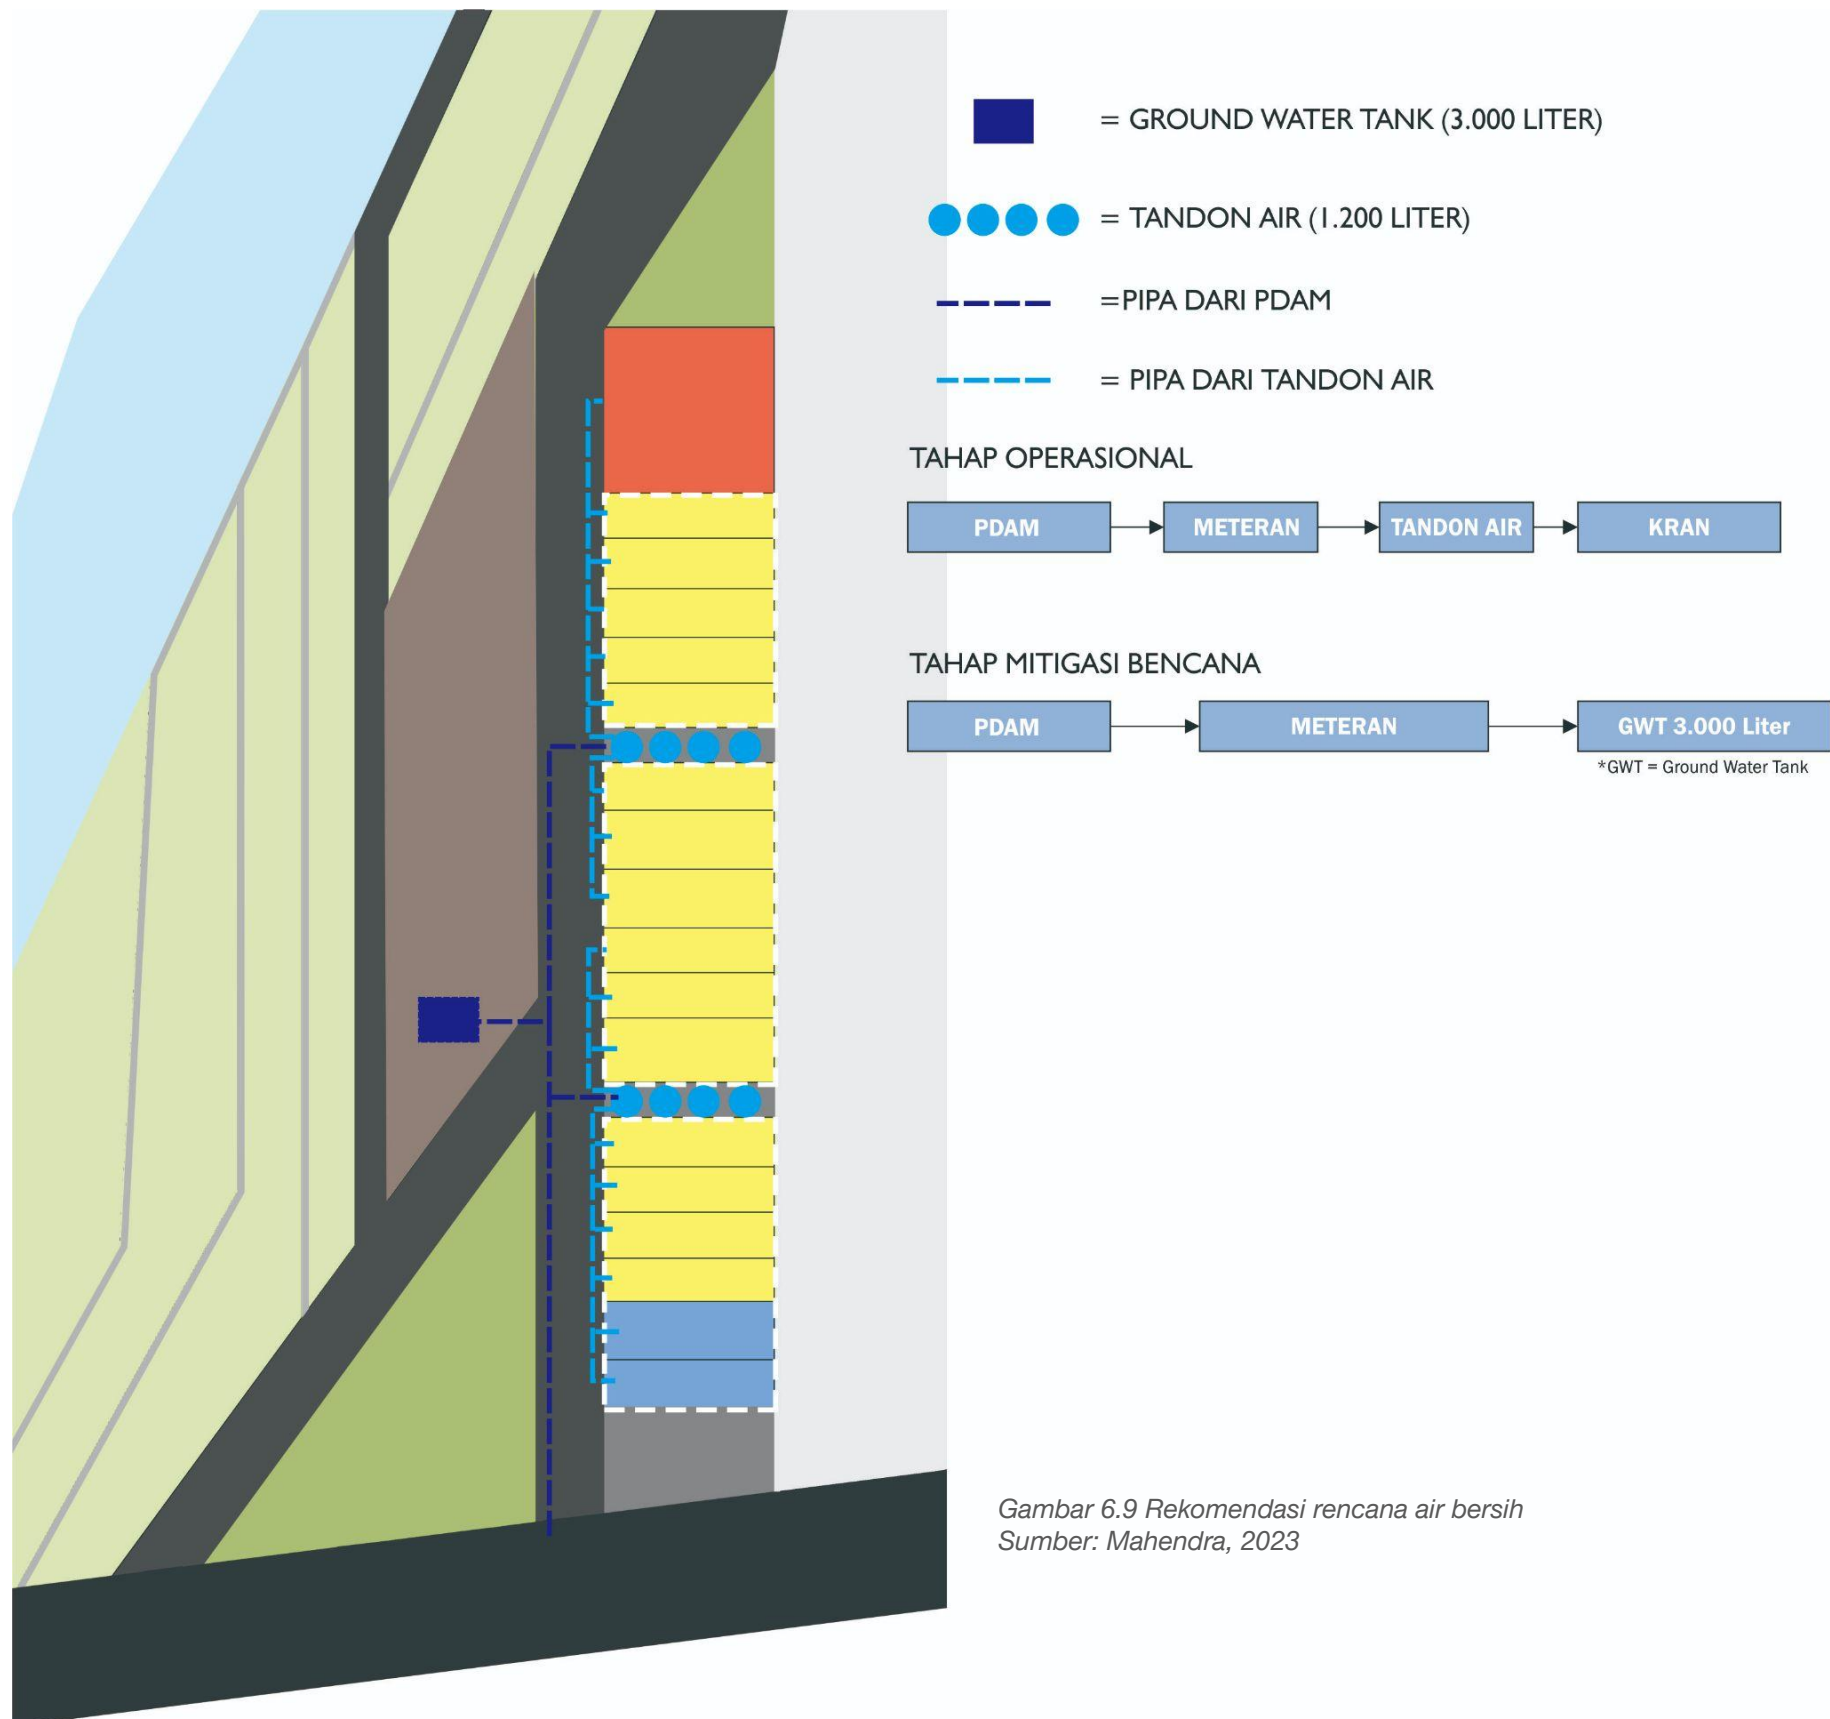 = GROUND WATER TANK (3.000 LITER)
= TANDON AIR (1.200 LITER)
=PIPA DARI PDAM
= PIPA DARI TANDON AIR
TAHAP OPERASIONAL
PDAM METERAN TANDON AIR KRAN
TAHAP MITIGASI BENCANA
PDAM METERAN GWT 3.000 Liter
*GWT = Ground Water Tank
Gambar 6.9 Rekomendasi rencana air bersih
Sumber: Mahendra, 2023